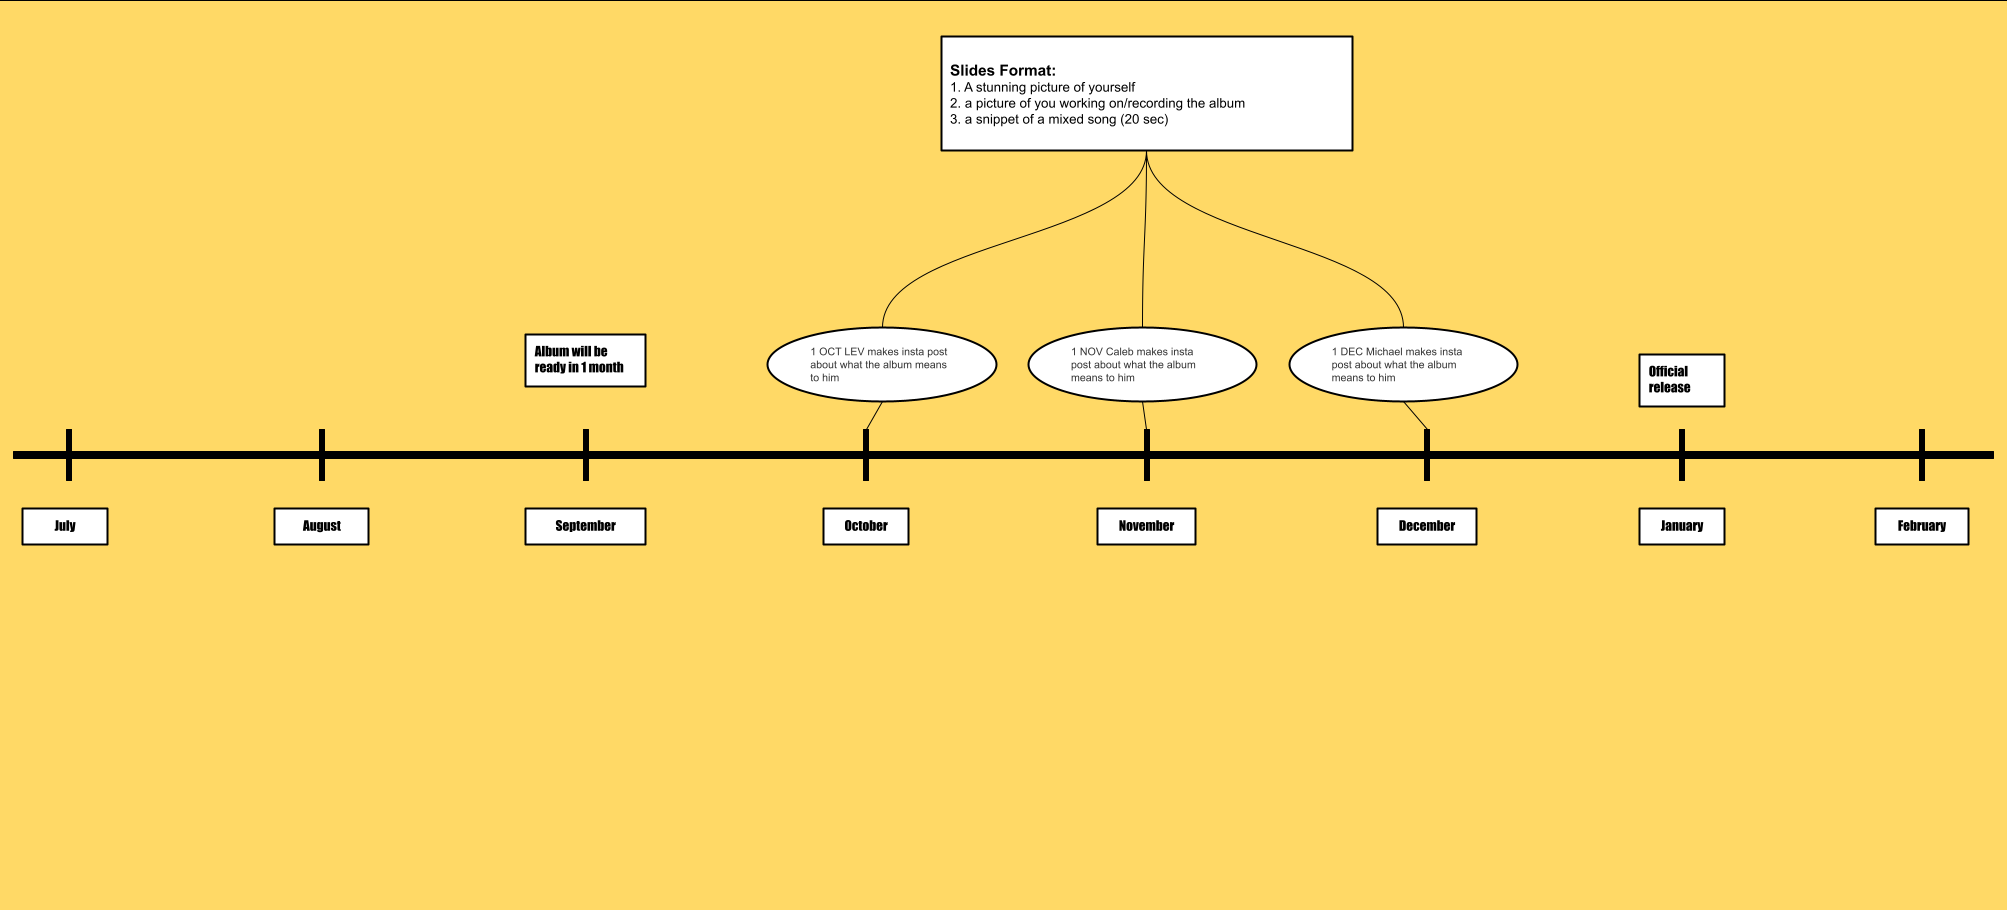 Slides Format:
1. A stunning picture of yourself
2. a picture of you working on/recording the album
3. a snippet of a mixed song (20 sec)
Album will be
ready in 1 month
1 OCT LEV makes insta post
about what the album means
to him
1 NOV Caleb makes insta
post about what the album
means to him
1 DEC Michael makes insta
post about what the album
means to him
Official
release
July
August
September
October
November
December
January
February